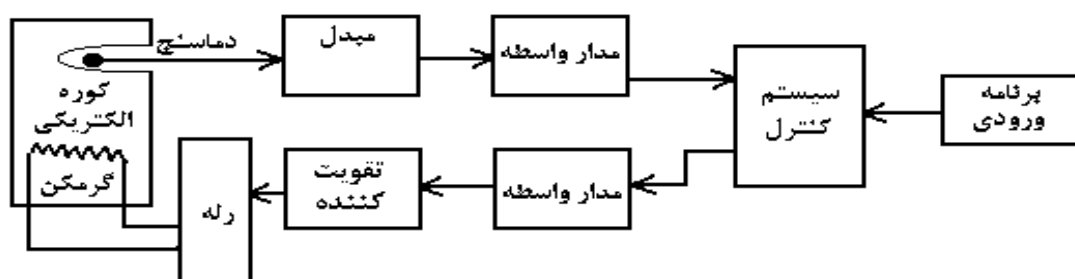 دماسنج
مبدل
مدار واسطه
سیستم
کنترل
برنامه
ورودی
کوره
الکتریکی
گرمکن
رله
تقویت
کننده
مدار واسطه